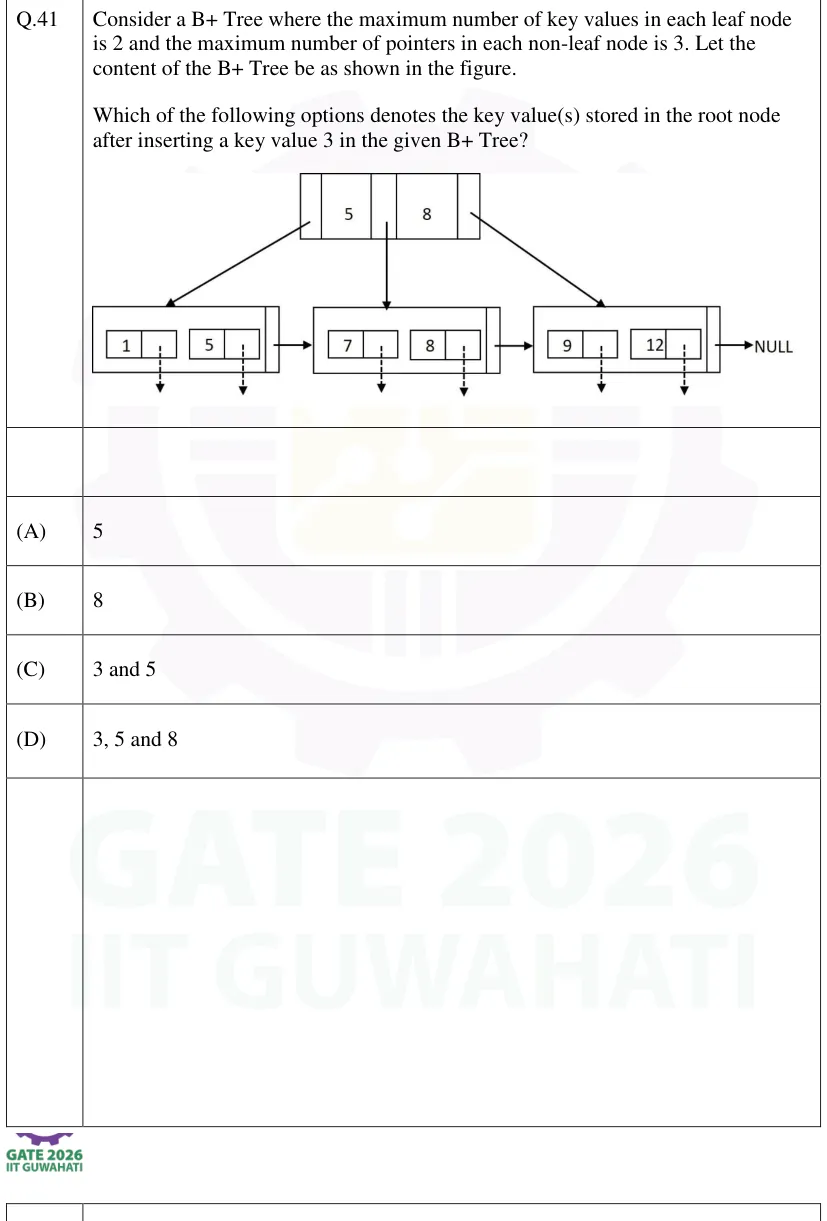 Q.41 Consider a B+ Tree where the maximum number of key values in each leaf node
is 2 and the maximum number of pointers in each non-leaf node is 3. Let the
content of the B+ Tree be as shown in the figure.
Which of the following options denotes the key value(s) stored in the root node
after inserting a key value 3 in the given B+ Tree?
5 8
1 5 7 8 9 12 NULL
(A) 5
(B) 8
(C) 3 and 5
(D) 3, 5 and 8
GATE 2026
IIT GUWAHATI
GATE 2026
IIT GUWAHATI